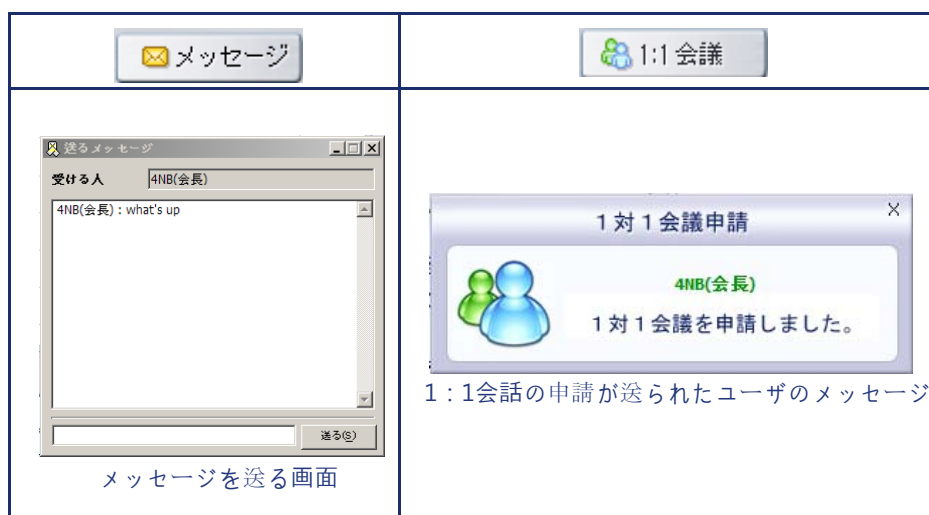 メッセージ
1:1 会議
送るメッセージ
受ける人 4NB(会長)
4NB(会長) : what's up
送る(S)
メッセージを送る画面
1対1会議申請
X
4NB(会長)
1対1会議を申請しました。
1：1会話の申請が送られたユーザのメッセージ